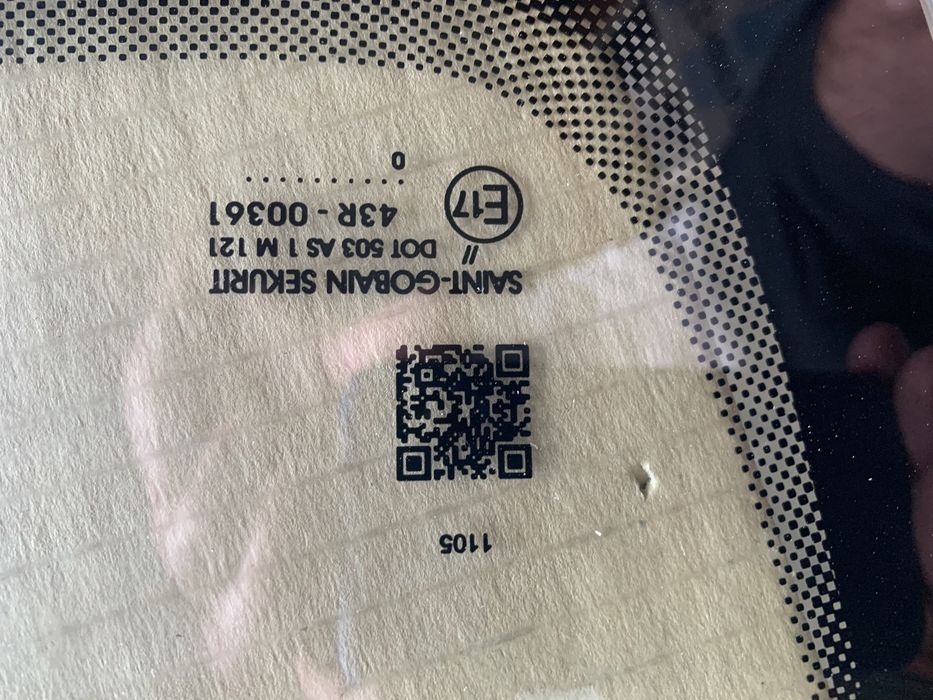 1105
SAINT-GOBAIN SEKURIT
// DOT 503 AS 1 M 121
E17 43R - 00361
...........
0